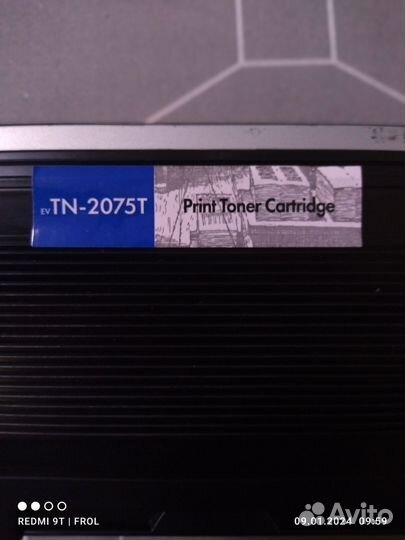 EV TN-2075T Print Toner Cartridge
REDMI 9T | FROL 09.01.2024 09:59
Avito